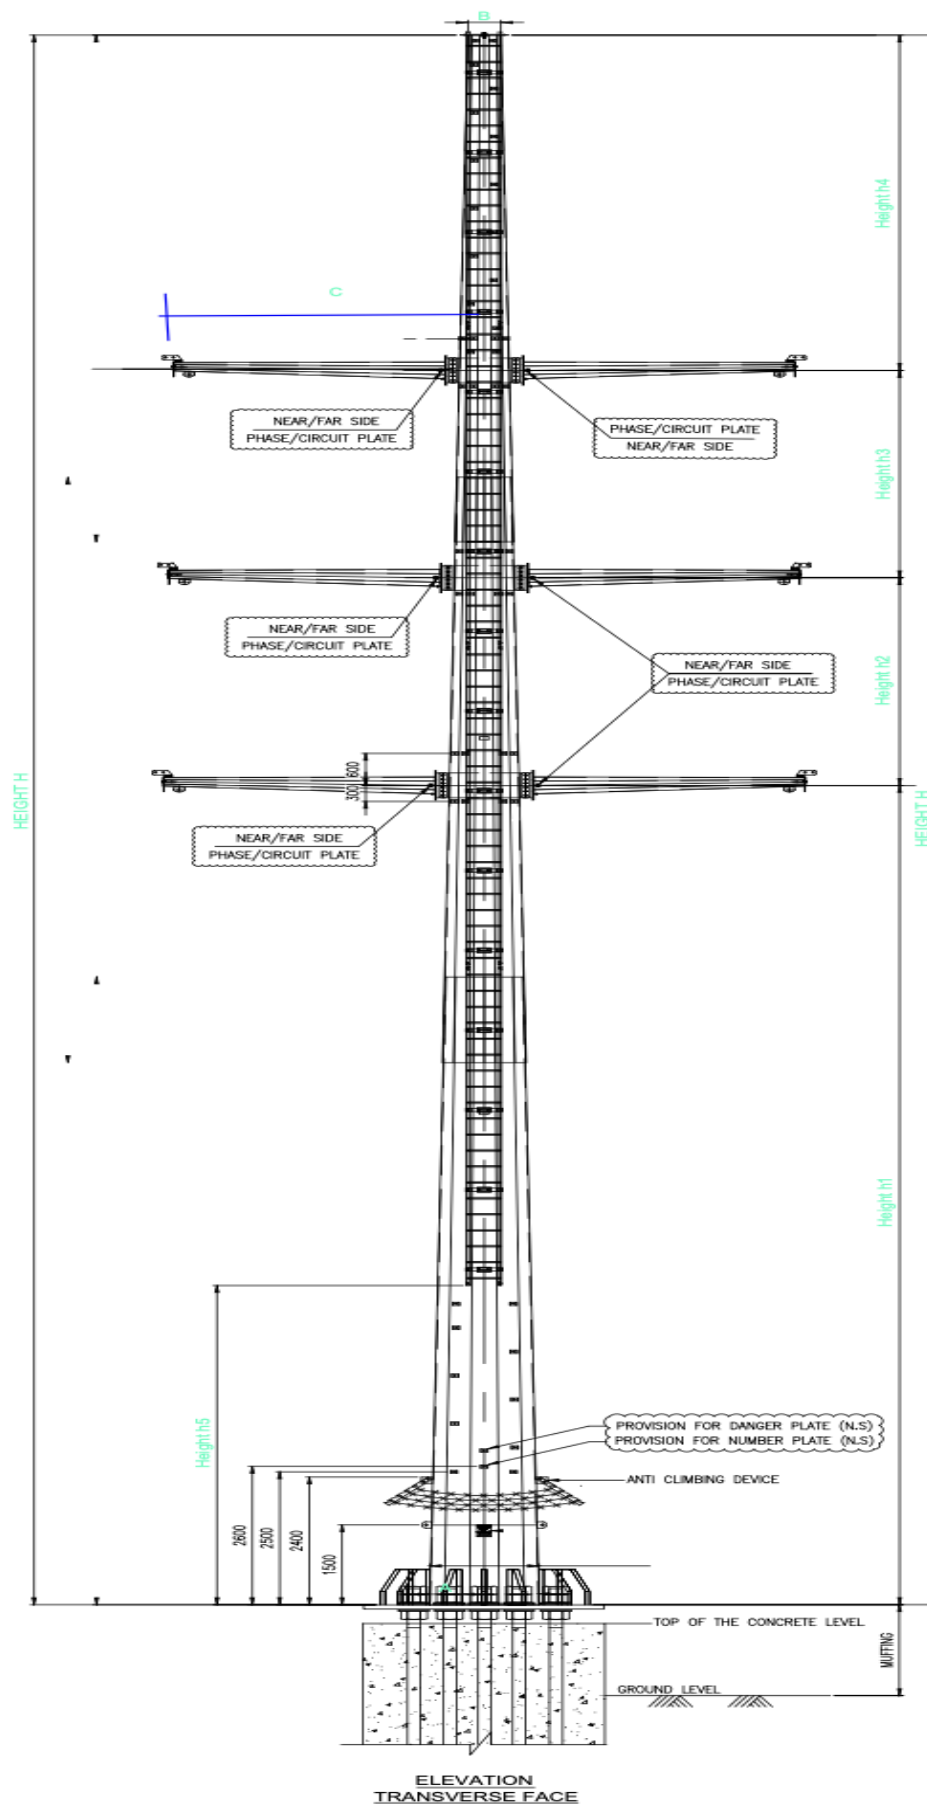 B
Height h4
C
NEAR/FAR SIDE
PHASE/CIRCUIT PLATE
PHASE/CIRCUIT PLATE
NEAR/FAR SIDE
Height h3
NEAR/FAR SIDE
PHASE/CIRCUIT PLATE
NEAR/FAR SIDE
PHASE/CIRCUIT PLATE
Height h2
600
300
HEIGHT H
HEIGHT H
NEAR/FAR SIDE
PHASE/CIRCUIT PLATE
Height h1
Height h5
PROVISION FOR DANGER PLATE (N.S)
PROVISION FOR NUMBER PLATE (N.S)
ANTI CLIMBING DEVICE
2600
2500
2400
1500
A
TOP OF THE CONCRETE LEVEL
MUFFING
GROUND LEVEL
ELEVATION
TRANSVERSE FACE